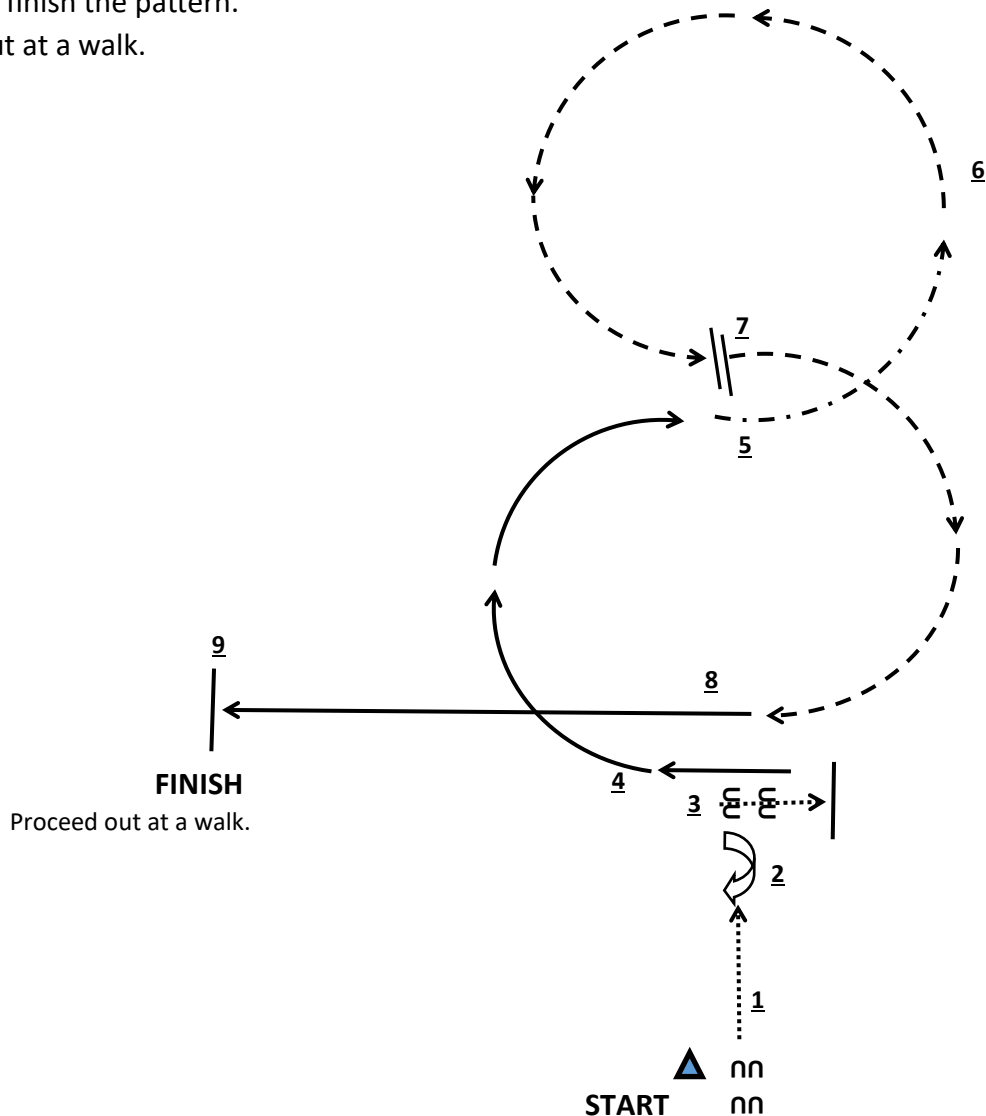 finish the pattern.
ut at a walk.
6
7
5
9
8
FINISH
4
3
Proceed out at a walk.
2
1
START